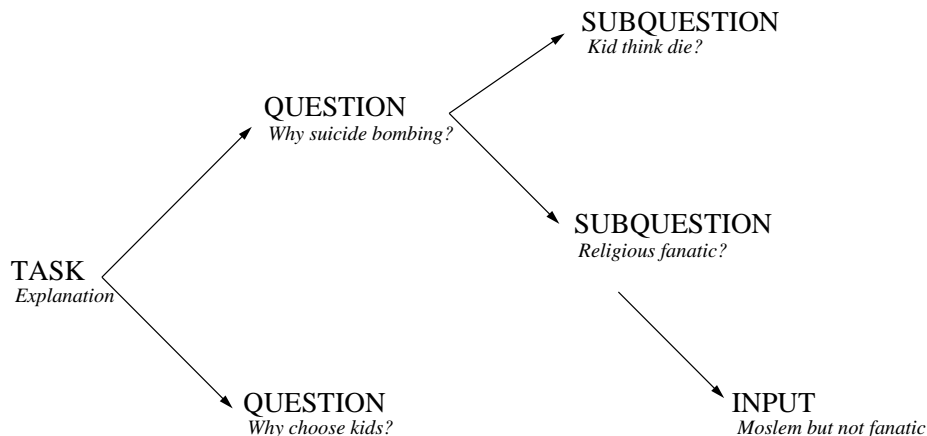 SUBQUESTION
Kid think die?
QUESTION
Why suicide bombing?
SUBQUESTION
Religious fanatic?
TASK
Explanation
QUESTION
Why choose kids?
INPUT
Moslem but not fanatic